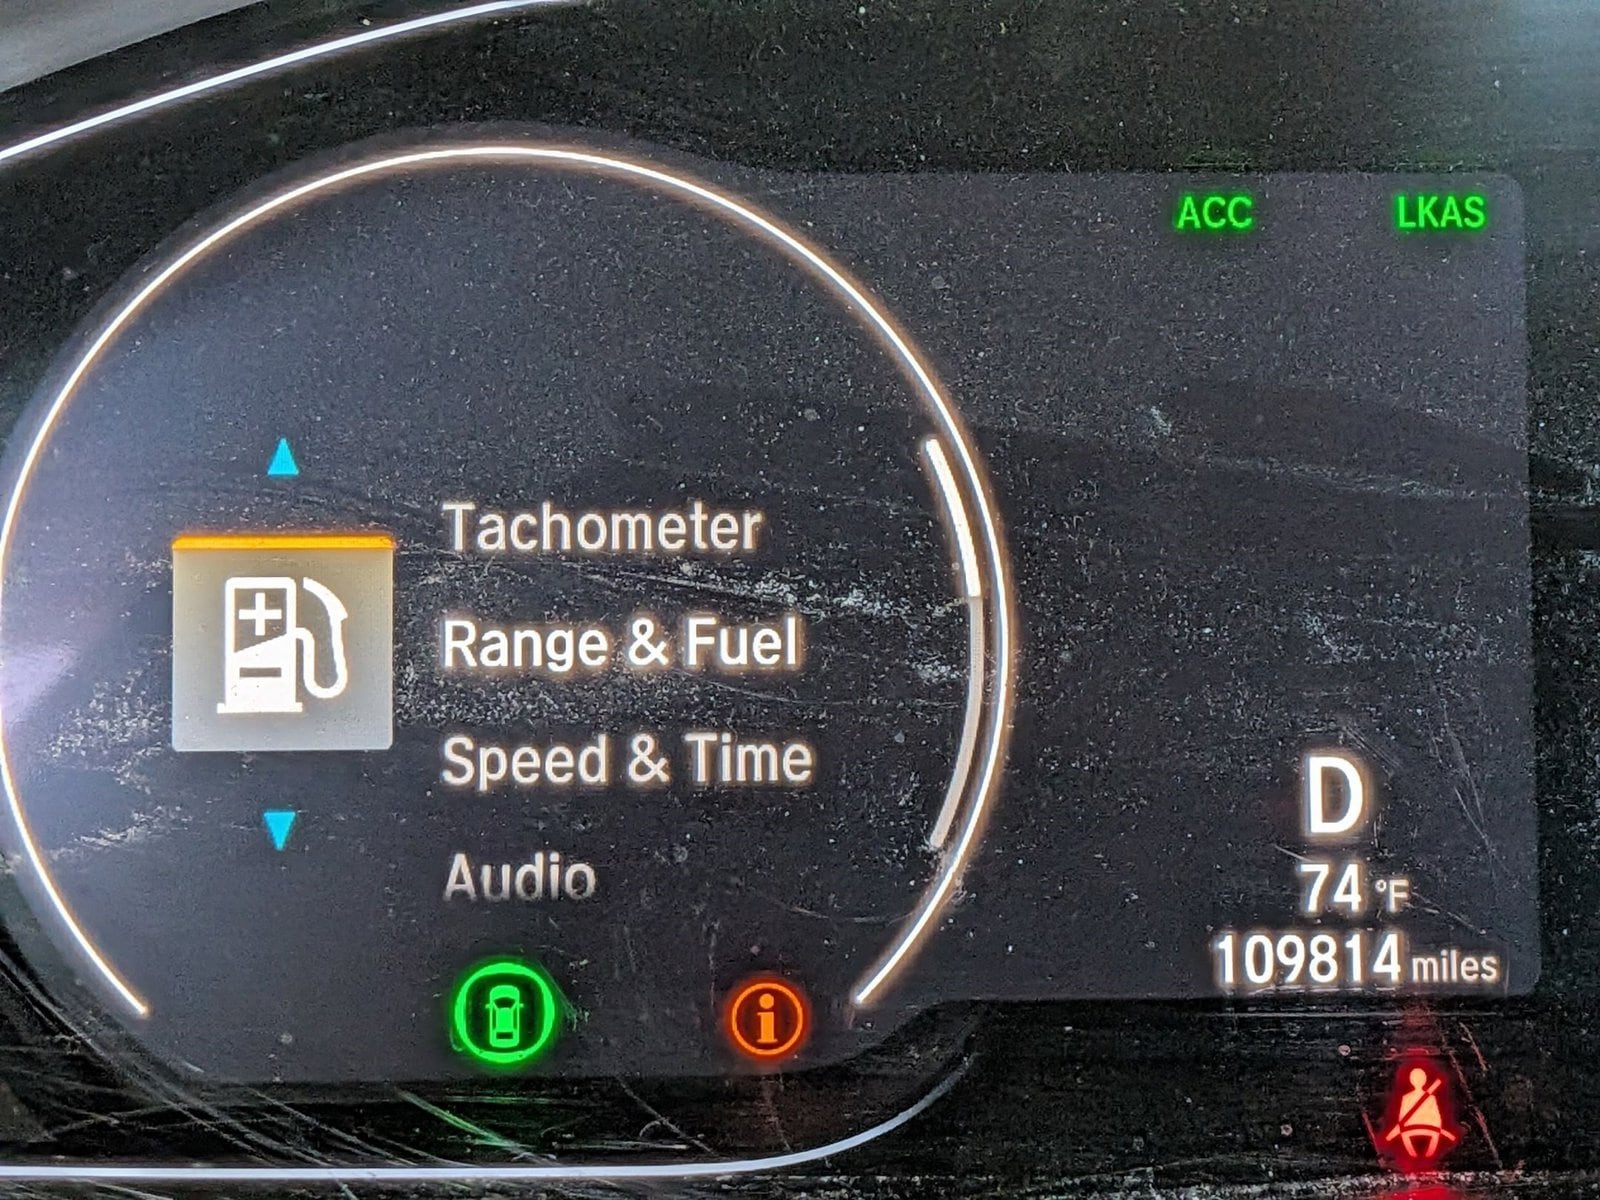 ACC LKAS
Tachometer
Range & Fuel
Speed & Time
Audio
D
74 °F
109814 miles
i